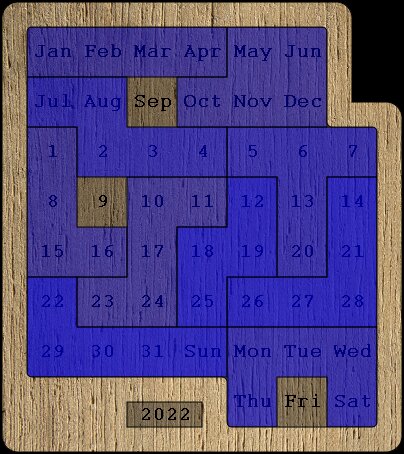 Jan Feb Mar Apr May Jun
Jul Aug Sep Oct Nov Dec
1 2 3 4 5 6 7
8 9 10 11 12 13 14
15 16 17 18 19 20 21
22 23 24 25 26 27 28
29 30 31 Sun Mon Tue Wed
Thu Fri Sat
2022